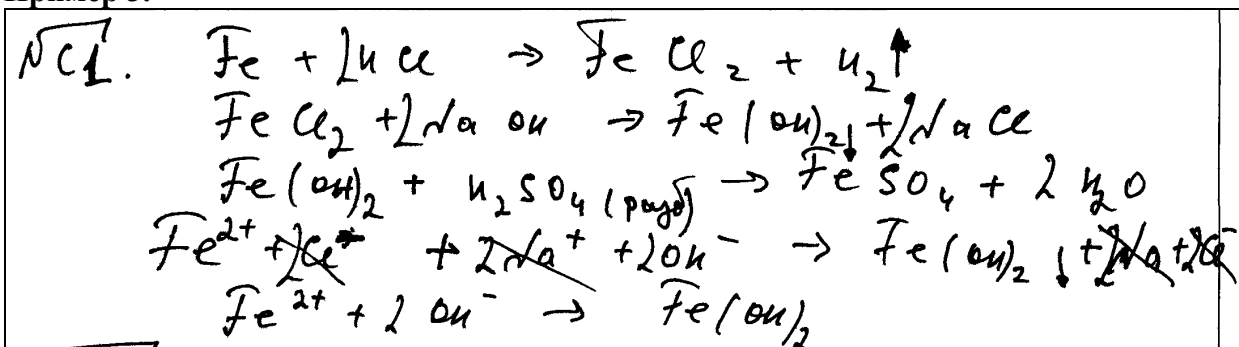 Пример 3.
№C1. Fe + 2HCl → FeCl₂ + H₂↑
FeCl₂ + 2NaOH → Fe(OH)₂↓ + 2NaCl
Fe(OH)₂ + H₂SO₄ (разб) → FeSO₄ + 2H₂O
Fe²⁺ + 2Cl⁻ + 2Na⁺ + 2OH⁻ → Fe(OH)₂↓ + 2Na + 2Cl⁻
Fe²⁺ + 2OH⁻ → Fe(OH)₂